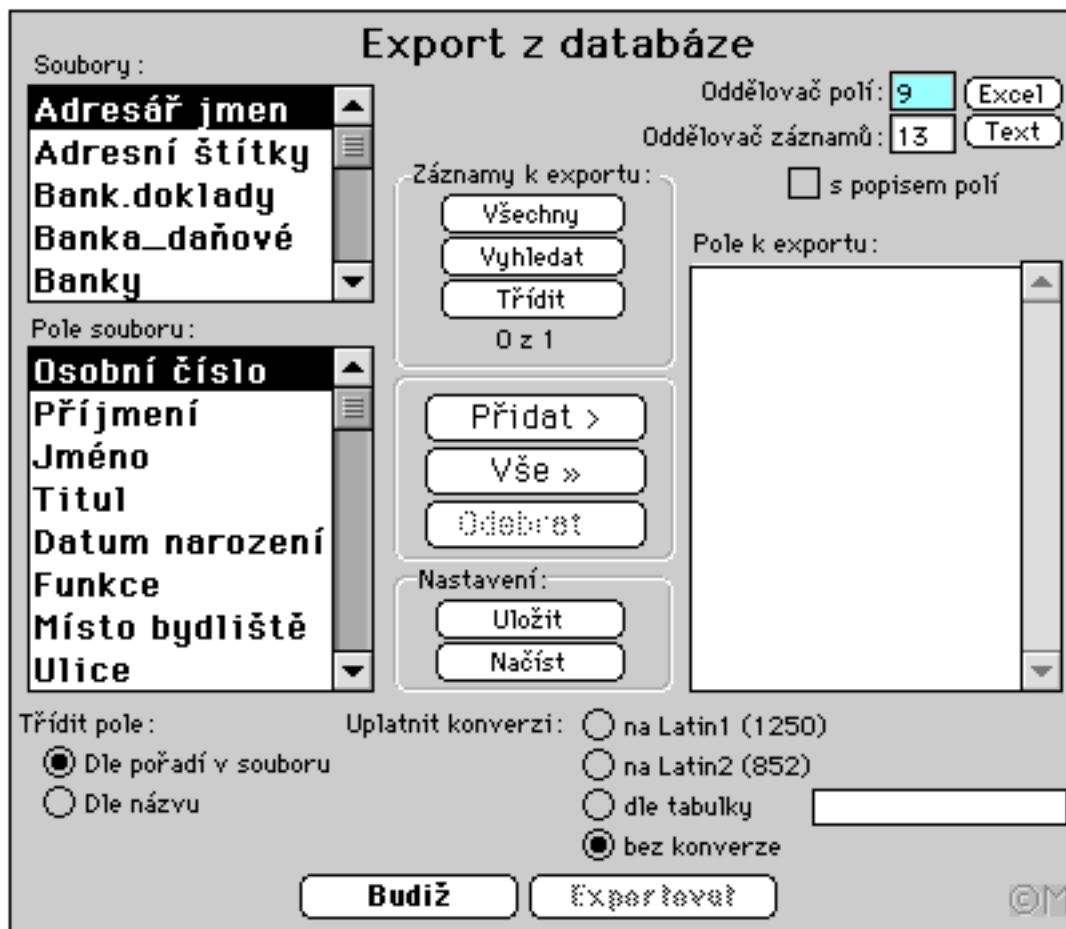 Export z databáze
Soubory:
Adresář jmen
Adresní štítky
Bank.doklady
Banka_daňové
Banky
Oddělovač polí: 9 Excel
Oddělovač záznamů: 13 Text
s popisem polí
Záznamy k exportu:
Všechny
Vyhledat
Třídit
0 z 1
Pole k exportu:
Pole souboru:
Osobní číslo
Příjmení
Jméno
Titul
Datum narození
Funkce
Místo bydliště
Ulice
Přidat >
Vše »
Odebrat
Nastavení:
Uložit
Načíst
Třídit pole:
Dle pořadí v souboru
Dle názvu
Uplatnit konverzi:
na Latin1 (1250)
na Latin2 (852)
dle tabulky
bez konverze
Budiž
Exportovat
©M